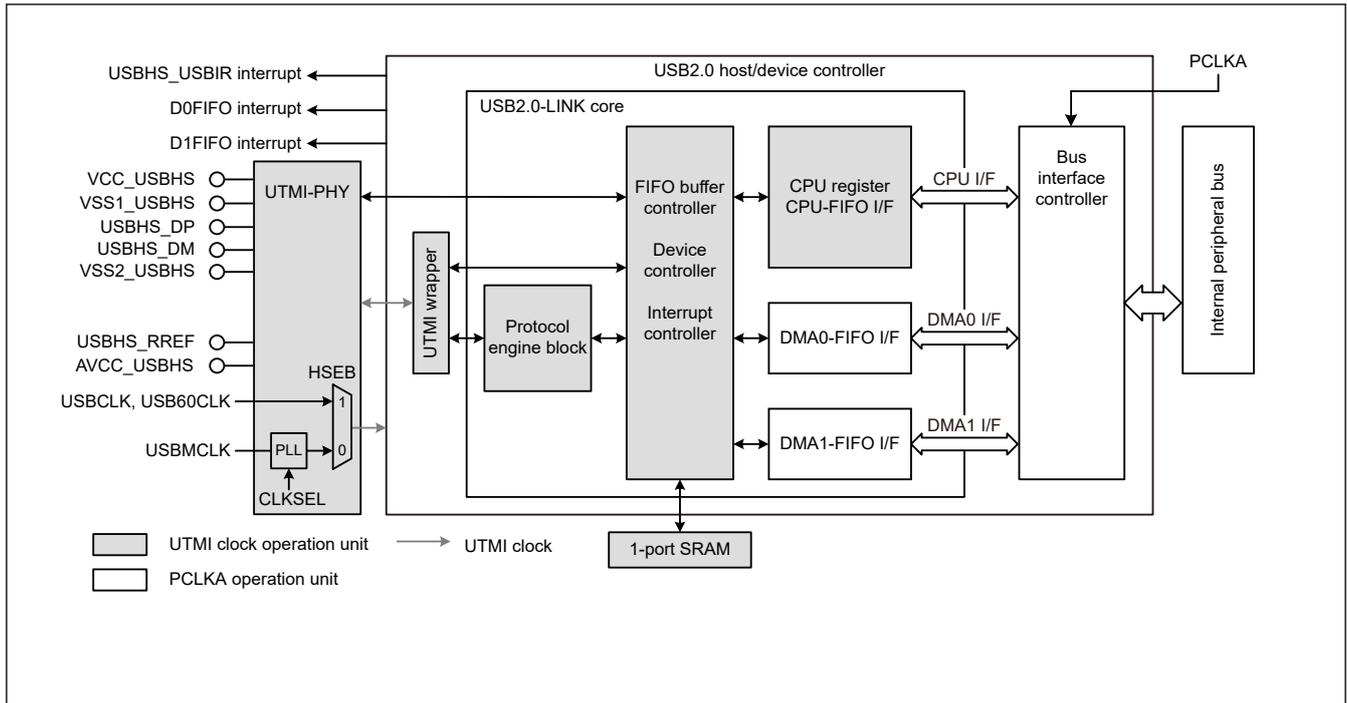 USBHS_USBIR interrupt
D0FIFO interrupt
D1FIFO interrupt
USB2.0 host/device controller
PCLKA
USB2.0-LINK core
VCC_USBHS
VSS1_USBHS
USBHS_DP
USBHS_DM
VSS2_USBHS
USBHS_RREF
AVCC_USBHS
USBCLK, USB60CLK
USBMCLK
UTMI-PHY
HSEB
1
0
PLL
CLKSEL
UTMI wrapper
Protocol
engine block
FIFO buffer
controller
Device
controller
Interrupt
controller
CPU register
CPU-FIFO I/F
DMA0-FIFO I/F
DMA1-FIFO I/F
CPU I/F
DMA0 I/F
DMA1 I/F
Bus
interface
controller
Internal peripheral bus
1-port SRAM
UTMI clock operation unit
UTMI clock
PCLKA operation unit